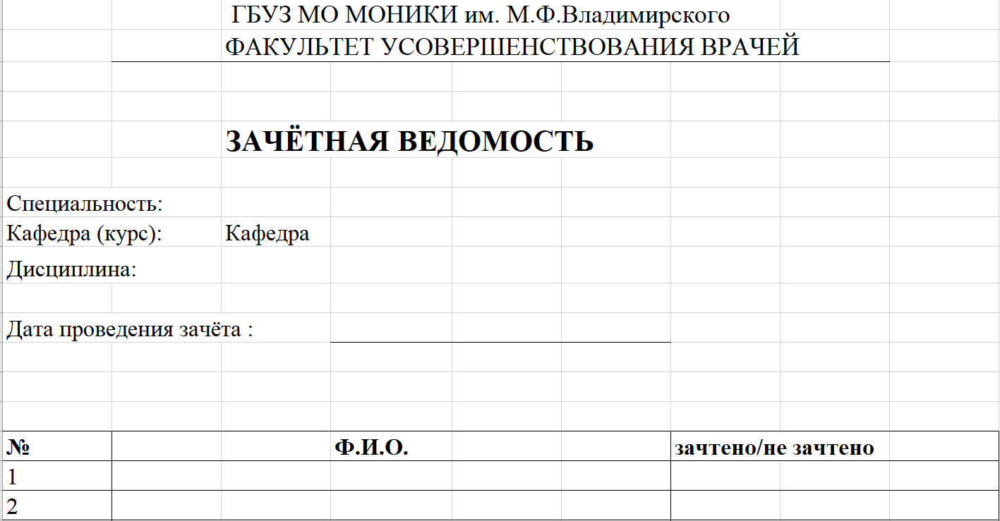 ГБУЗ МО МОНИКИ им. М.Ф.Владимирского
ФАКУЛЬТЕТ УСОВЕРШЕНСТВОВАНИЯ ВРАЧЕЙ
ЗАЧЁТНАЯ ВЕДОМОСТЬ
Специальность:
Кафедра (курс): Кафедра
Дисциплина:
Дата проведения зачёта :
№ Ф.И.О. зачтено/не зачтено
1
2